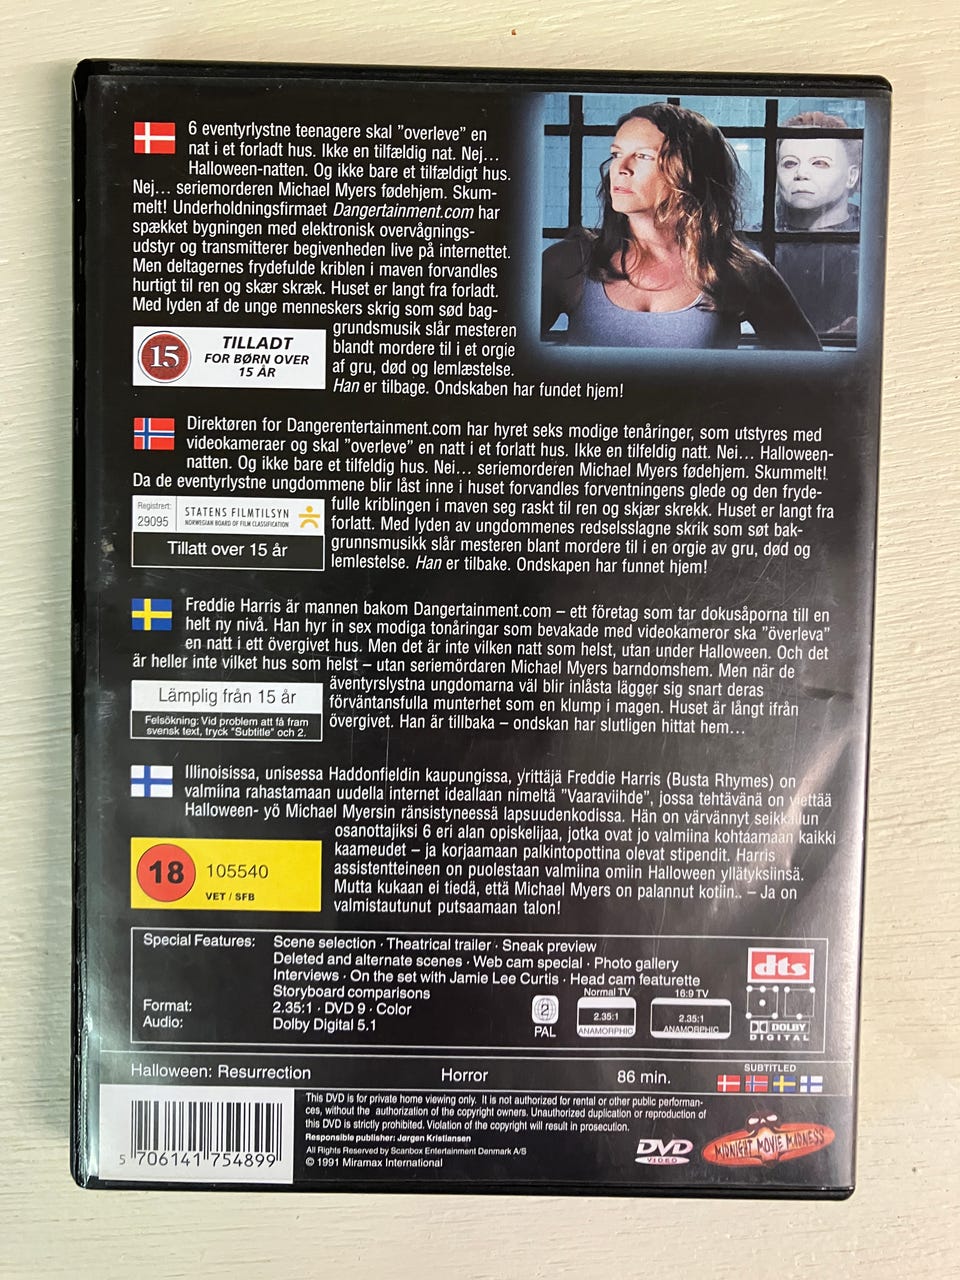 6 eventyrlystne teenagere skal ”overleve” en
nat i et forladt hus. Ikke en tilfældig nat. Nej...
Halloween-natten. Og ikke bare et tilfældigt hus.
Nej... seriemorderen Michael Myers fødehjem. Skum-
melt! Underholdningsfirmaet Dangertainment.com har
spækket bygningen med elektronisk overvågnings-
udstyr og transmitterer begivenheden live på internettet.
Men deltagernes frydefulde kriblen i maven forvandles
hurtigt til ren og skær skræk. Huset er langt fra forladt.
Med lyden af de unge menneskers skrig som sød bag-
grundsmusik slår mesteren
blandt mordere til i et orgie
af gru, død og lemlæstelse.
Han er tilbage. Ondskaben har fundet hjem!
15
TILLADT
FOR BØRN OVER
15 ÅR
Direktøren for Dangerentertainment.com har hyret seks modige tenåringer, som utstyres med
videokameraer og skal ”overleve” en natt i et forlatt hus. Ikke en tilfeldig natt. Nei... Halloween-
natten. Og ikke bare et tilfeldig hus. Nei... seriemorderen Michael Myers fødehjem. Skummelt!
Da de eventyrlystne ungdommene blir låst inne i huset forvandles forventningens glede og den fryde-
fulle kriblingen i maven seg raskt til ren og skjær skrekk. Huset er langt fra
forlatt. Med lyden av ungdommenes redselsslagne skrik som søt bak-
grunnsmusikk slår mesteren blant mordere til i en orgie av gru, død og
lemlestelse. Han er tilbake. Ondskapen har funnet hjem!
Registrert:
29095
STATENS FILMTILSYN
NORWEGIAN BOARD OF FILM CLASSIFICATION
Tillatt over 15 år
Freddie Harris är mannen bakom Dangertainment.com – ett företag som tar dokusåporna till en
helt ny nivå. Han hyr in sex modiga tonåringar som bevakade med videokameror ska ”överleva”
en natt i ett övergivet hus. Men det är inte vilken natt som helst, utan under Halloween. Och det
är heller inte vilket hus som helst – utan seriemördaren Michael Myers barndomshem. Men när de
äventyrslystna ungdomarna väl blir inlåsta lägger sig snart deras
förväntansfulla munterhet som en klump i magen. Huset är långt ifrån
övergivet. Han är tillbaka – ondskan har slutligen hittat hem...
Lämplig från 15 år
Felsökning: Vid problem att få fram
svensk text, tryck "Subtitle" och 2.
Illinoisissa, unisessa Haddonfieldin kaupungissa, yrittäjä Freddie Harris (Busta Rhymes) on
valmiina rahastamaan uudella internet ideallaan nimeltä ”Vaaraviihde”, jossa tehtävänä on viettää
Halloween- yö Michael Myersin ränsistyneessä lapsuudenkodissa. Hän on värvännyt seikkailun
osanottajiksi 6 eri alan opiskelijaa, jotka ovat jo valmiina kohtaamaan kaikki
kaameudet – ja korjaamaan palkintopottina olevat stipendit. Harris
assistentteineen on puolestaan valmiina omiin Halloween yllätyksiinsä.
Mutta kukaan ei tiedä, että Michael Myers on palannut kotiin.. – Ja on
valmistautunut putsaamaan talon!
18
105540
VET / SFB
Special Features: Scene selection · Theatrical trailer · Sneak preview
Deleted and alternate scenes · Web cam special · Photo gallery
Interviews · On the set with Jamie Lee Curtis · Head cam featurette
Storyboard comparisons
Format: 2.35:1 · DVD 9 · Color
Audio: Dolby Digital 5.1
2
PAL
Normal TV
2.35:1
ANAMORPHIC
16:9 TV
2.35:1
ANAMORPHIC
dts
DOLBY
DIGITAL
Halloween: Resurrection Horror 86 min.
SUBTITLED
This DVD is for private home viewing only. It is not authorized for rental or other public performan-
ces, without the authorization of the copyright owners. Unauthorized duplication or reproduction of
this DVD is strictly prohibited. Violation of the copyright will result in prosecution.
Responsible publisher: Jørgen Kristiansen
All Rights Reserved by Scanbox Entertainment Denmark A/S
© 1991 Miramax International
5 706141 754899
DVD
VIDEO
MIDNIGHT MOVIE MADNESS